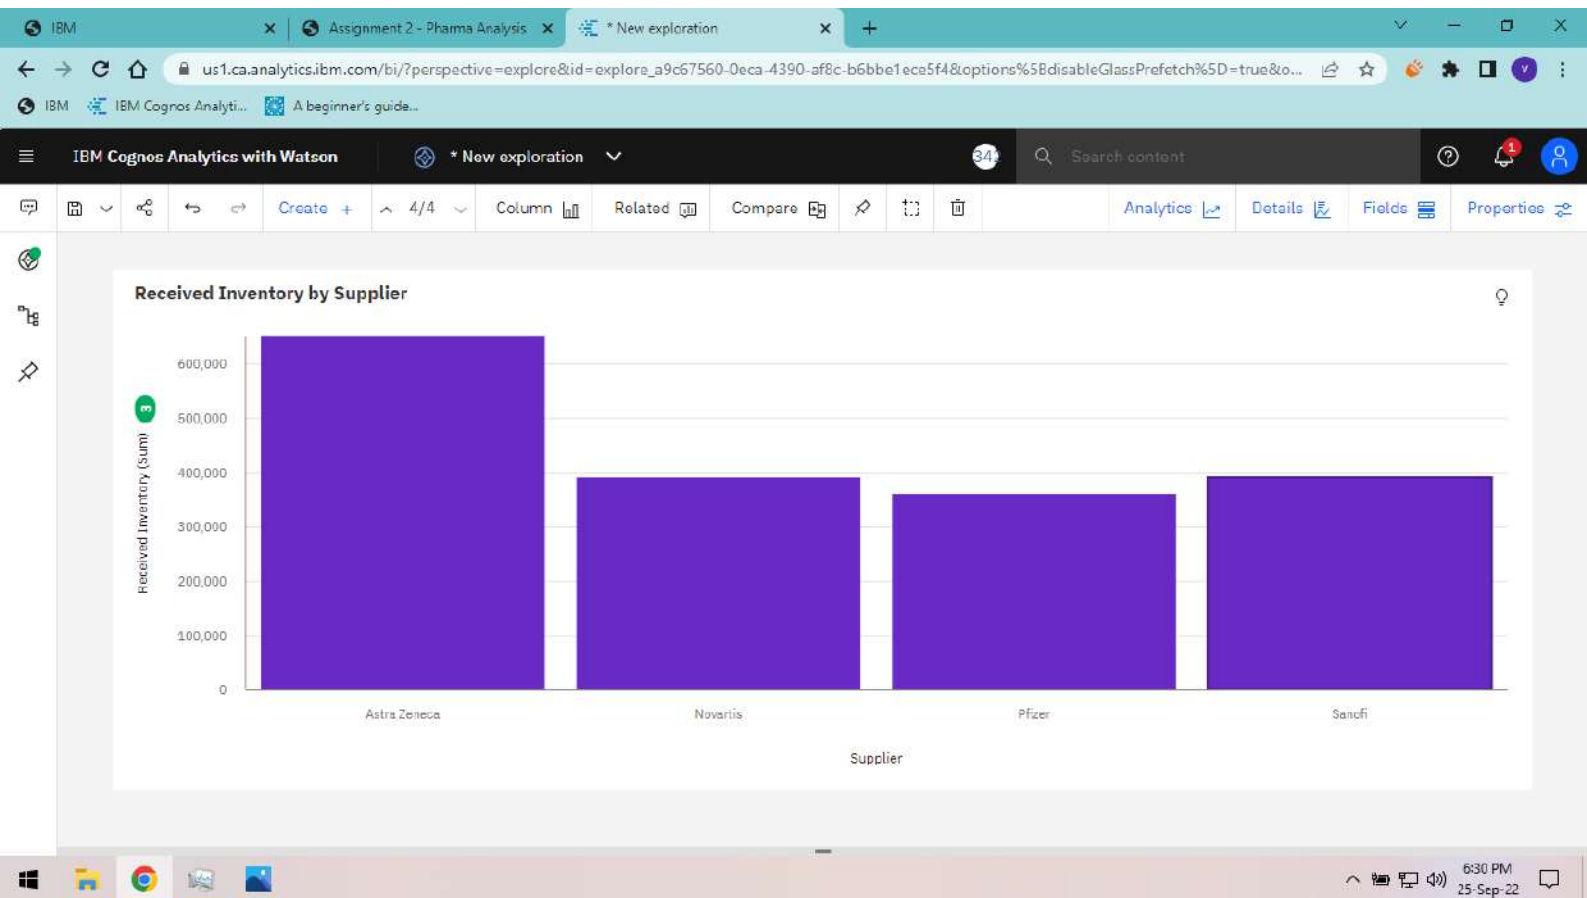 IBM
Assignment 2 - Pharma Analysis
* New exploration
us1.ca.analytics.ibm.com/bi/?perspective=explore&id=explore_a9c67560-0eca-4390-af8c-b6bbe1ece5f4&options%5BdisableGlassPrefetch%5D=true&o...
V
IBM
IBM Cognos Analyti...
A beginner's guide...
IBM Cognos Analytics with Watson
* New exploration
Search content
1
Create +
4/4
Column
Related
Compare
Analytics
Details
Fields
Properties
Received Inventory by Supplier
Received Inventory (Sum)
3
600,000
500,000
400,000
300,000
200,000
100,000
0
Astra Zeneca
Novartis
Pfizer
Sanofi
Supplier
6:30 PM
25-Sep-22